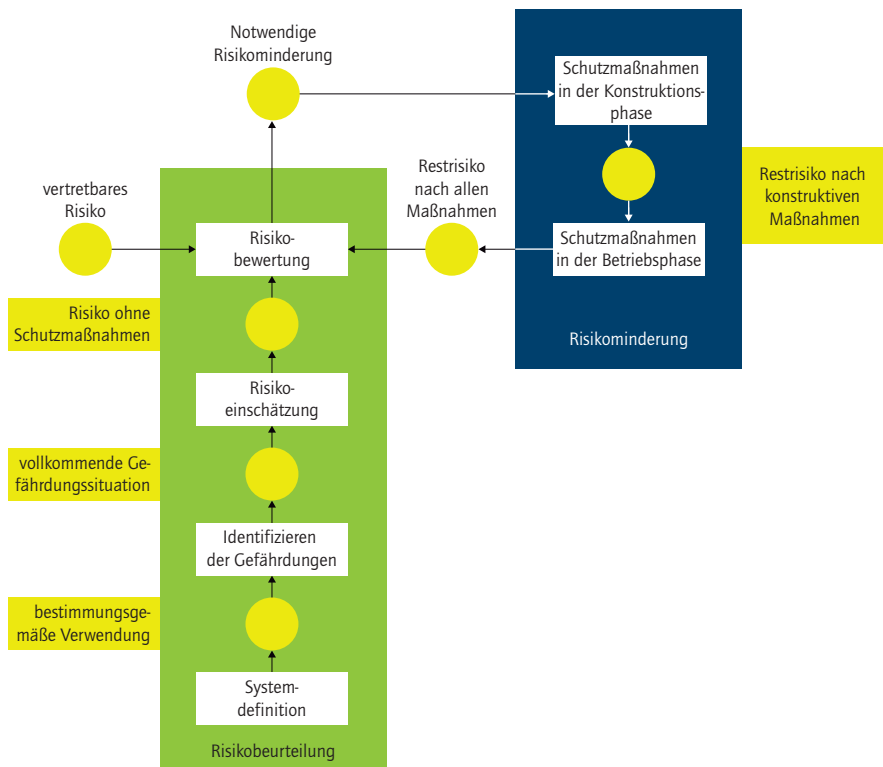 Notwendige
Risikominderung
Schutzmaßnahmen
in der Konstruktions-
phase
vertretbares
Risiko
Restrisiko
nach allen
Maßnahmen
Restrisiko nach
konstruktiven
Maßnahmen
Risiko-
bewertung
Schutzmaßnahmen
in der Betriebsphase
Risiko ohne
Schutzmaßnahmen
Risikominderung
Risiko-
einschätzung
vollkommende Ge-
fährdungssituation
Identifizieren
der Gefährdungen
bestimmungsge-
mäße Verwendung
System-
definition
Risikobeurteilung